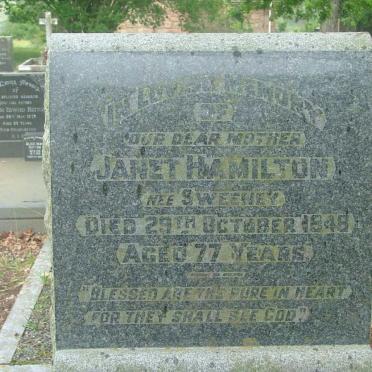 IN LOVING MEMORY
OF
OUR DEAR MOTHER
JANET HAMILTON
NEE SWEENEY
DIED 29TH OCTOBER 1948
AGED 77 YEARS
"BLESSED ARE THE PURE IN HEART
FOR THEY SHALL SEE GOD"